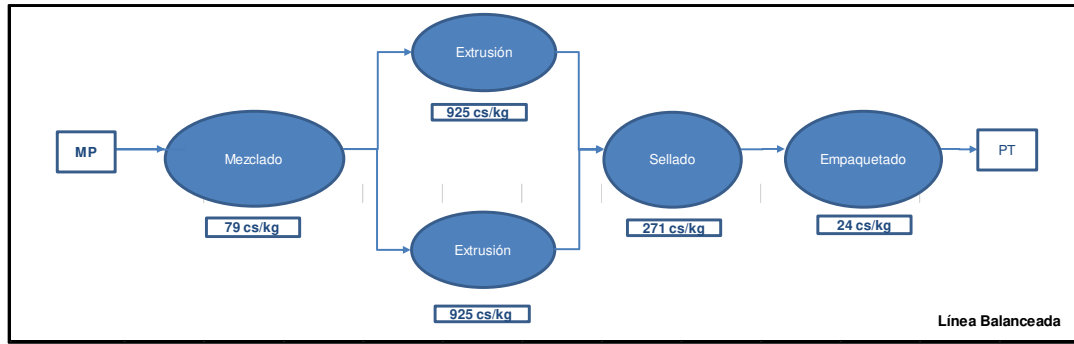 Extrusión
925 cs/kg
MP
Mezclado
Sellado
Empaquetado
PT
79 cs/kg
271 cs/kg
24 cs/kg
Extrusión
925 cs/kg
Línea Balanceada